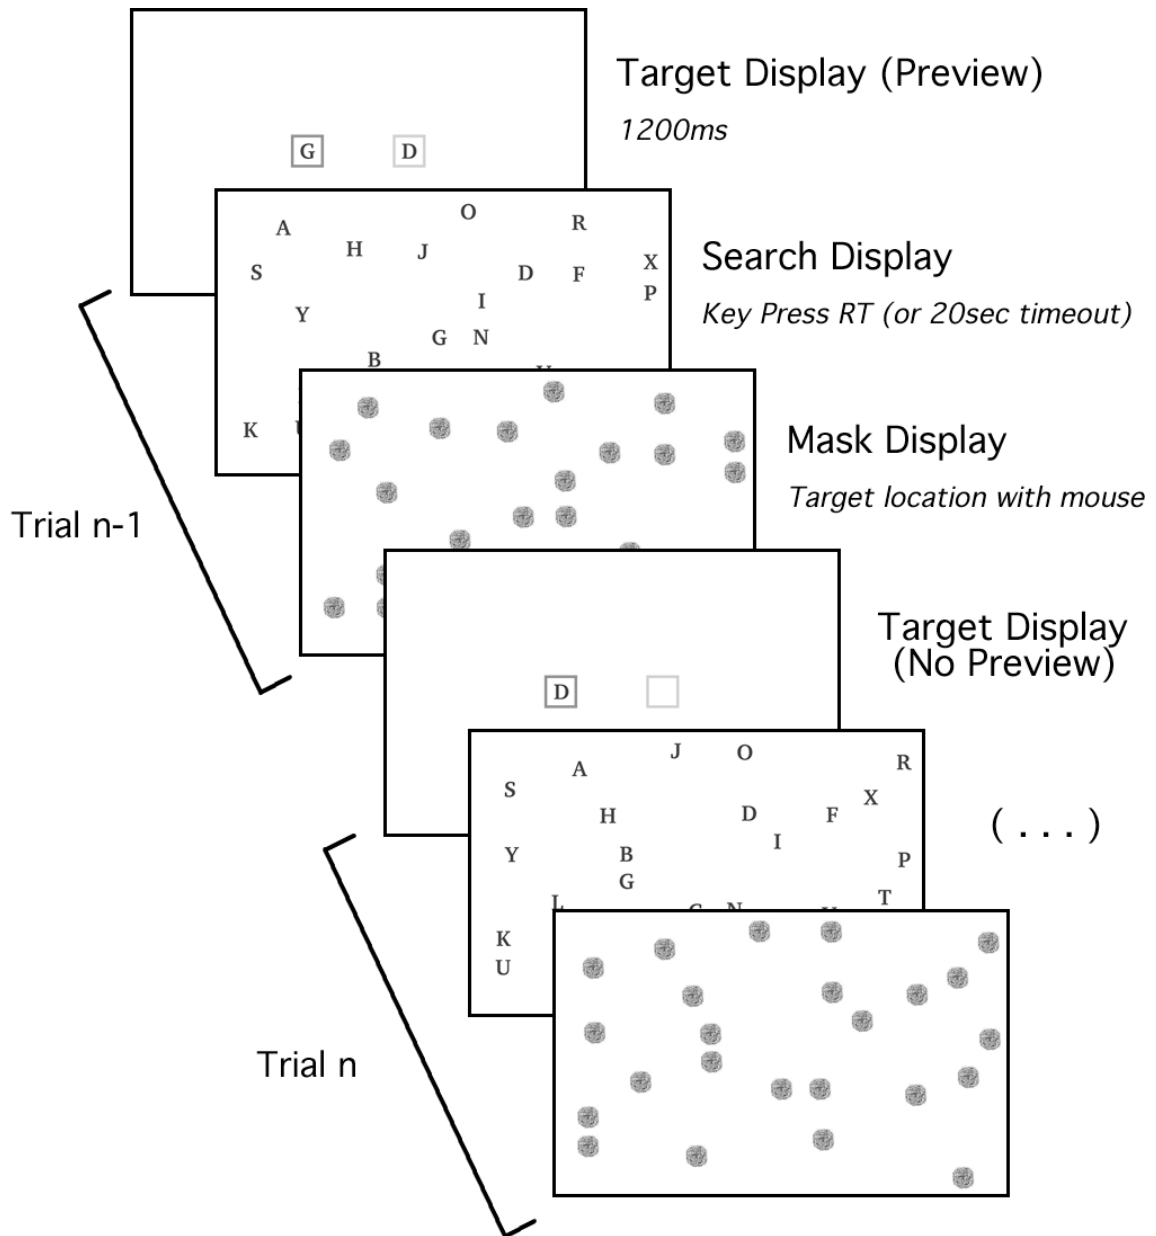 Target Display (Preview)
1200ms
G D
O
A R
H J
X
S D F
P
I
Y
G N
B
K
Search Display
Key Press RT (or 20sec timeout)
Mask Display
Target location with mouse
Trial n-1
Target Display
(No Preview)
D
J O
R
A
S X
H D F
I
Y B P
G
T
L
N
K
U
(...)
Trial n